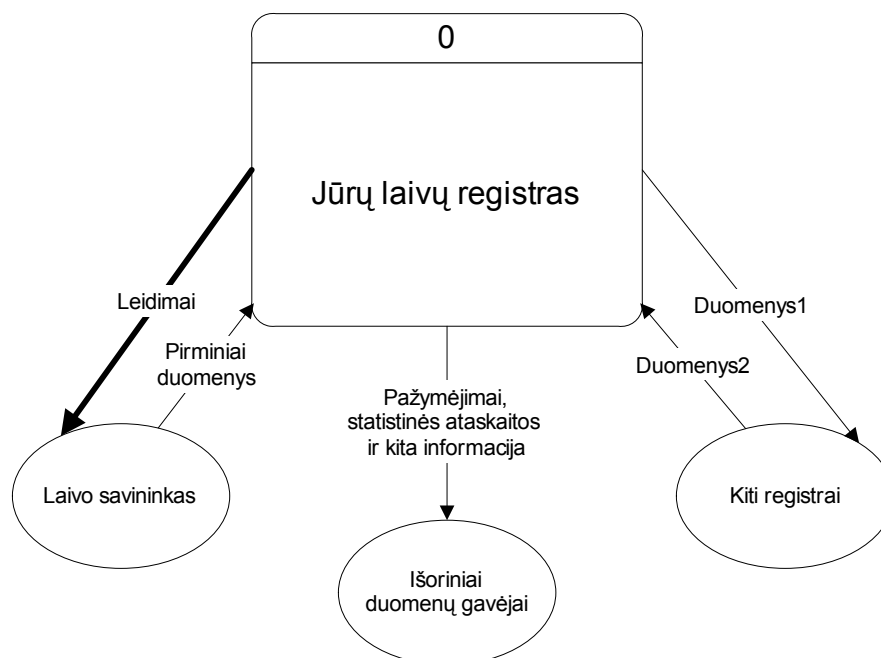 0
Jūrų laivų registras
Leidimai
Pirminiai
duomenys
Pažymėjimai,
statistinės ataskaitos
ir kita informacija
Duomenys1
Duomenys2
Laivo savininkas
Kiti registrai
Išoriniai
duomenų gavėjai